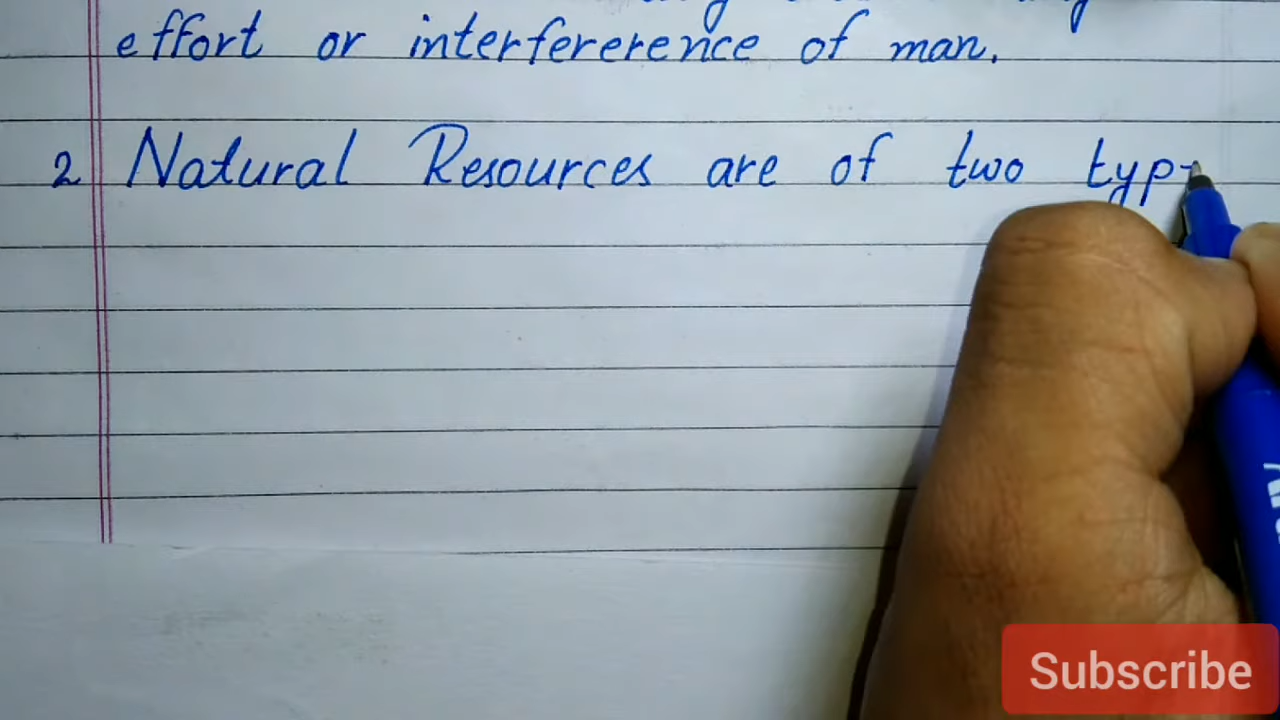 effort or interfererence of man.
2 Natural Resources are of two typ
Subscribe